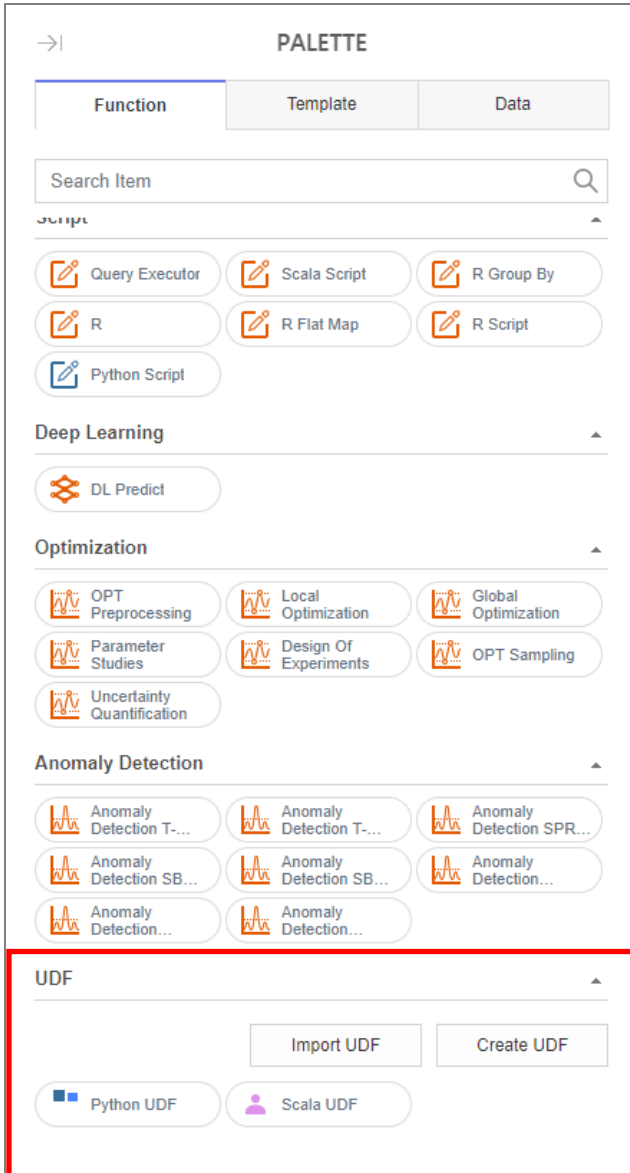 PALETTE
Function Template Data
Search Item
Script
Query Executor Scala Script R Group By
R R Flat Map R Script
Python Script
Deep Learning
DL Predict
Optimization
OPT Preprocessing Local Optimization Global Optimization
Parameter Studies Design Of Experiments OPT Sampling
Uncertainty Quantification
Anomaly Detection
Anomaly Detection T-... Anomaly Detection T-... Anomaly Detection SPR...
Anomaly Detection SB... Anomaly Detection SB... Anomaly Detection...
Anomaly Detection... Anomaly Detection...
UDF
Import UDF Create UDF
Python UDF Scala UDF